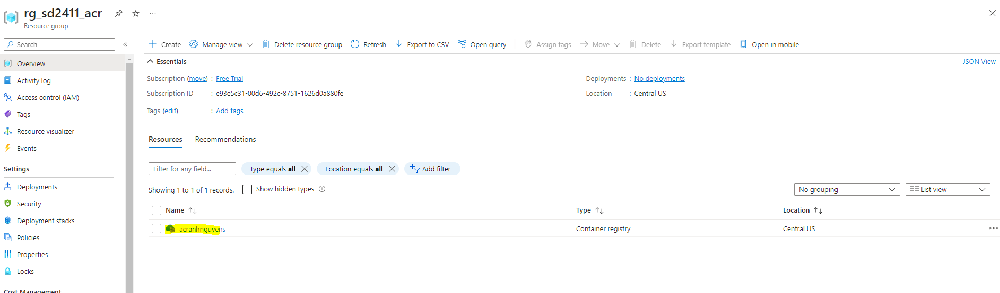 rg_sd2411_acr
Resource group
Search
Create Manage view Delete resource group Refresh Export to CSV Open query Assign tags Move Delete Export template Open in mobile
Overview
Activity log
Access control (IAM)
Tags
Resource visualizer
Events
Settings
Deployments
Security
Deployment stacks
Policies
Properties
Locks
Cost Management
Essentials JSON View
Subscription (move) : Free Trial
Subscription ID : e93e5c31-00d6-492c-8751-1626d0a880fe
Tags (edit) : Add tags
Deployments : No deployments
Location : Central US
Resources Recommendations
Filter for any field... Type equals all Location equals all Add filter
Showing 1 to 1 of 1 records. Show hidden types No grouping List view
Name Type Location
acranhnguyens Container registry Central US